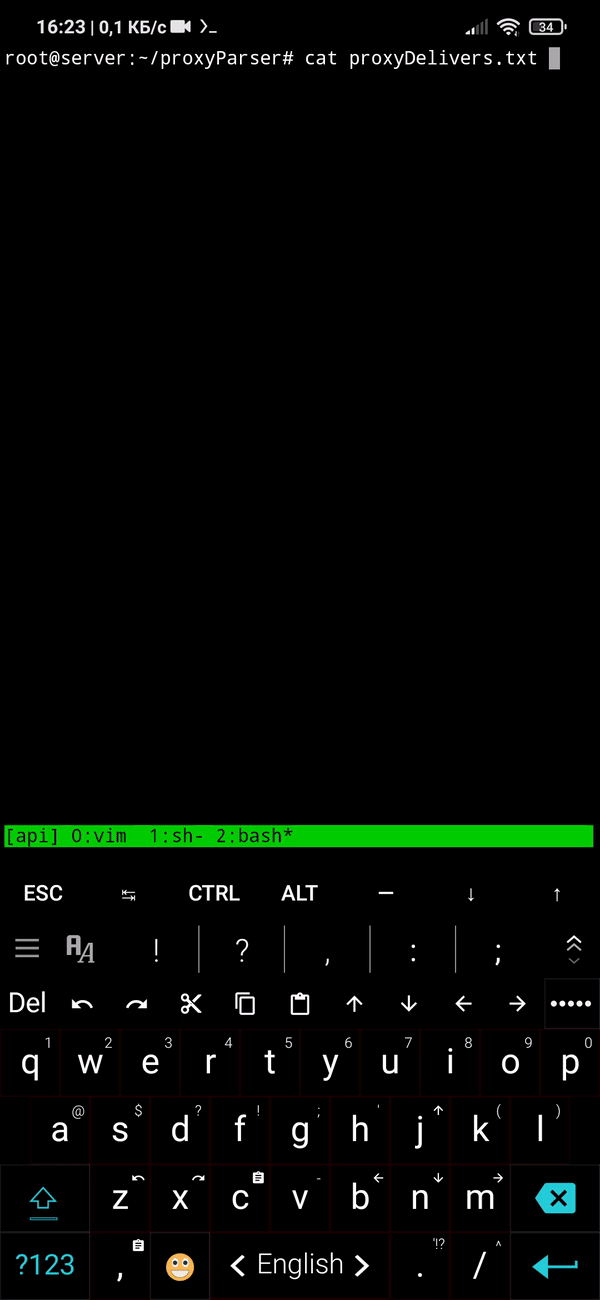 16:23 | 0,1 КБ/с 34
root@server:~/proxyParser# cat proxyDelivers.txt
[api] 0:vim  1:sh- 2:bash*
ESC ↹ CTRL ALT — ↓ ↑
AA ! ? , : ;
Del
1 2 3 4 5 6 7 8 9 0
q w e r t y u i o p
@ $ ? ! ; ' ( )
a s d f g h j k l
-
z x c v b n m
'!? ^
?123 , < English > . /